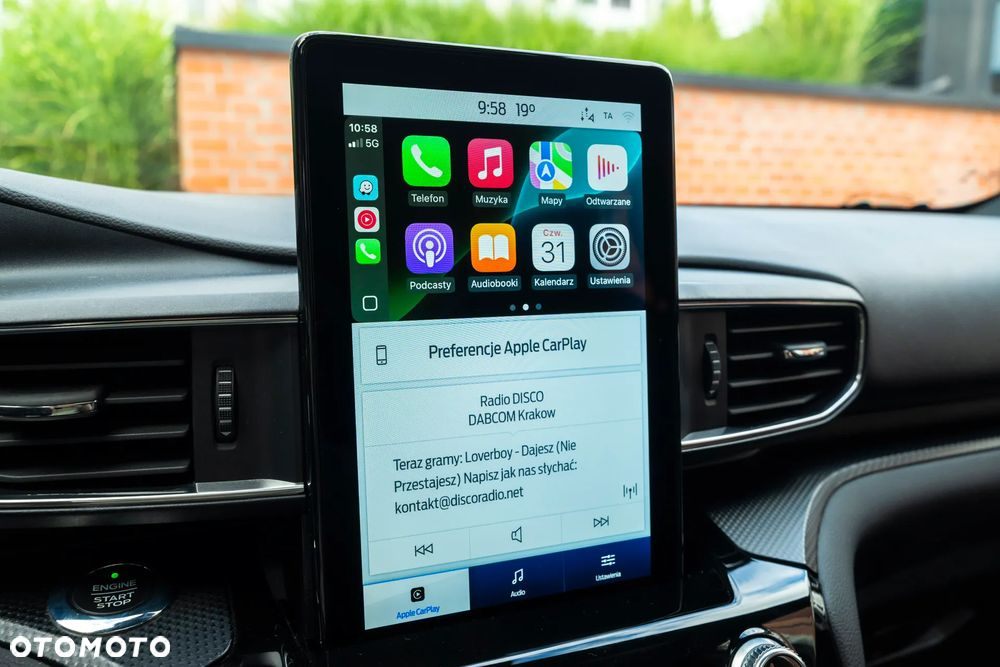 9:58 19° TA
10:58
5G
Telefon Muzyka Mapy Odtwarzane
Czw.
31
Podcasty Audiobooki Kalendarz Ustawienia
Preferencje Apple CarPlay
Radio DISCO
DABCOM Krakow
Teraz gramy: Loverboy - Dajesz (Nie
Przestajesz) Napisz jak nas słychać:
kontakt@discoradio.net
Apple CarPlay Audio Ustawienia
ENGINE
START
STOP
OTOMOTO